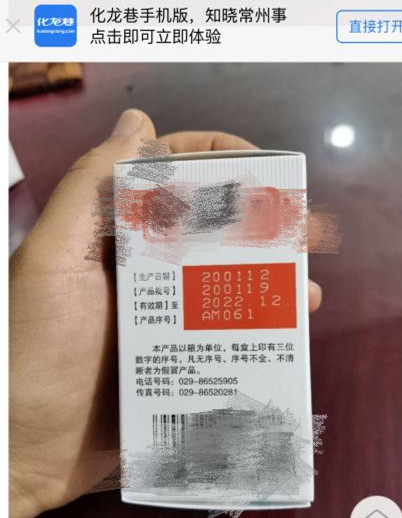 化龙巷
hualongxiang.com
化龙巷手机版，知晓常州事
点击即可立即体验
直接打开
【生产日期】 200112
【产品批号】 200119
【有效期】至 2022.12.
【产品序号】 AM061
本产品以箱为单位，每盒上印有三位
数字的序号，凡无序号、序号不全、不清
晰者为假冒产品。
电话号码：029-86525905
传真号码：029-86520281